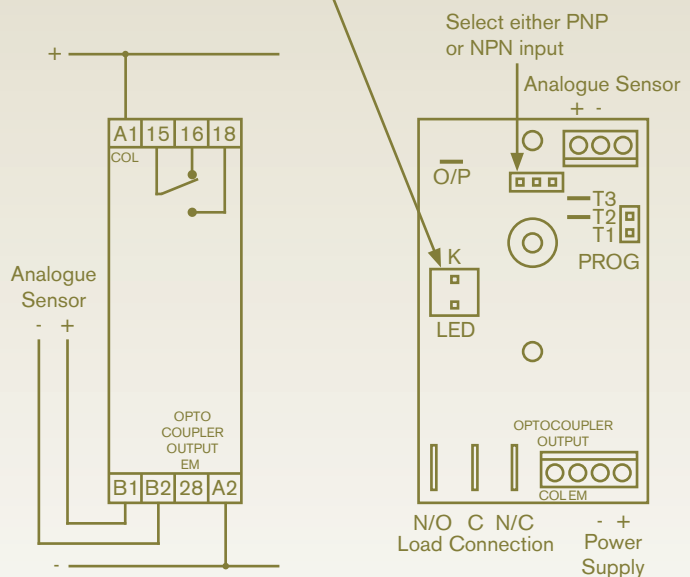 +
A1 15 16 18
COL
Analogue
Sensor
- +
OPTO
COUPLER
OUTPUT
EM
B1 B2 28 A2
-
Select either PNP
or NPN input
Analogue Sensor
+ -
O/P
T3
T2
T1
PROG
K
LED
OPTOCOUPLER
OUTPUT
COL EM
N/O C N/C
Load Connection
- +
Power
Supply